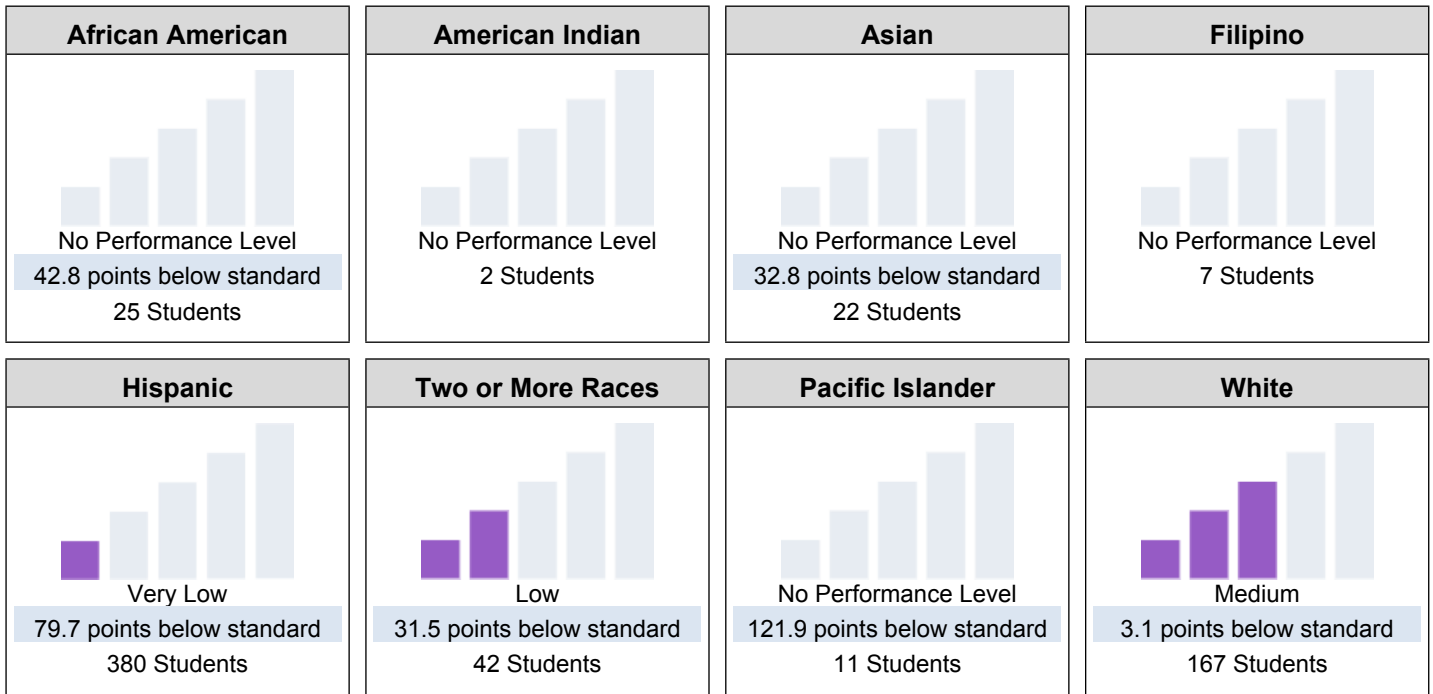 African American
No Performance Level
42.8 points below standard
25 Students
American Indian
No Performance Level
2 Students
Asian
No Performance Level
32.8 points below standard
22 Students
Filipino
No Performance Level
7 Students
Hispanic
Very Low
79.7 points below standard
380 Students
Two or More Races
Low
31.5 points below standard
42 Students
Pacific Islander
No Performance Level
121.9 points below standard
11 Students
White
Medium
3.1 points below standard
167 Students